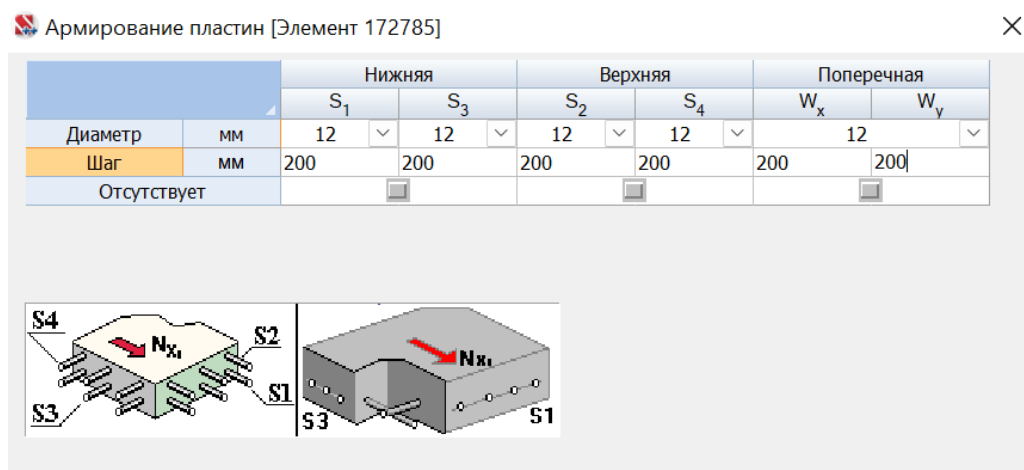 Армирование пластин [Элемент 172785]
Нижняя Верхняя Поперечная
S1 S3 S2 S4 Wx Wy
Диаметр мм 12 12 12 12 12
Шаг мм 200 200 200 200 200 200
Отсутствует
S4 NX1 S2 S1 S3
NX1 S3 S1